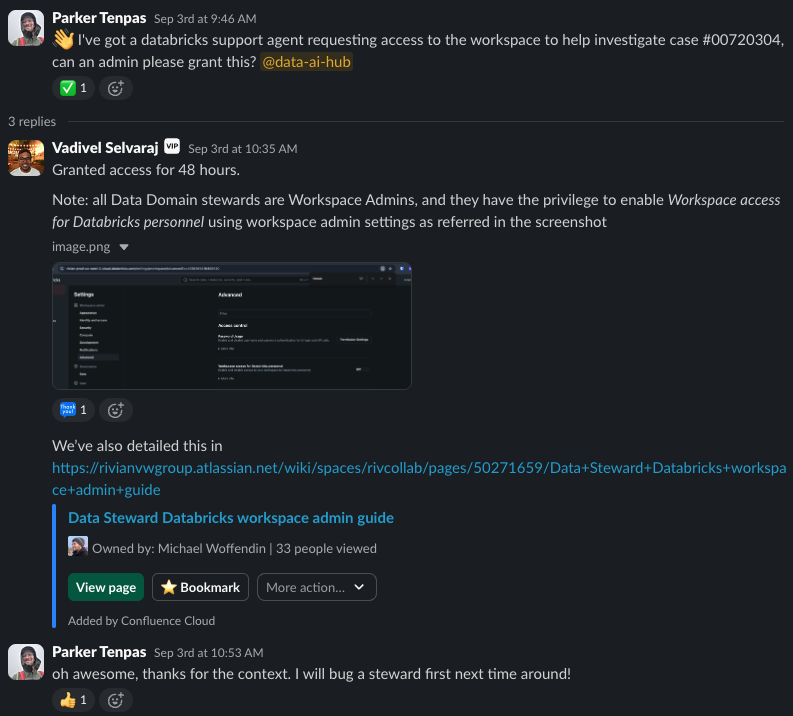 Parker Tenpas Sep 3rd at 9:46 AM
👋 I've got a databricks support agent requesting access to the workspace to help investigate case #00720304,
can an admin please grant this? @data-ai-hub
✅ 1
3 replies
Vadivel Selvaraj VIP Sep 3rd at 10:35 AM
Granted access for 48 hours.
Note: all Data Domain stewards are Workspace Admins, and they have the privilege to enable Workspace access
for Databricks personnel using workspace admin settings as referred in the screenshot
image.png
Settings
Advanced
Access control
Thank you! 1
We've also detailed this in
https://rivianvwgroup.atlassian.net/wiki/spaces/rivcollab/pages/50271659/Data+Steward+Databricks+workspa
ce+admin+guide
Data Steward Databricks workspace admin guide
Owned by: Michael Woffendin | 33 people viewed
View page
⭐ Bookmark
More action...
Added by Confluence Cloud
Parker Tenpas Sep 3rd at 10:53 AM
oh awesome, thanks for the context. I will bug a steward first next time around!
👍 1